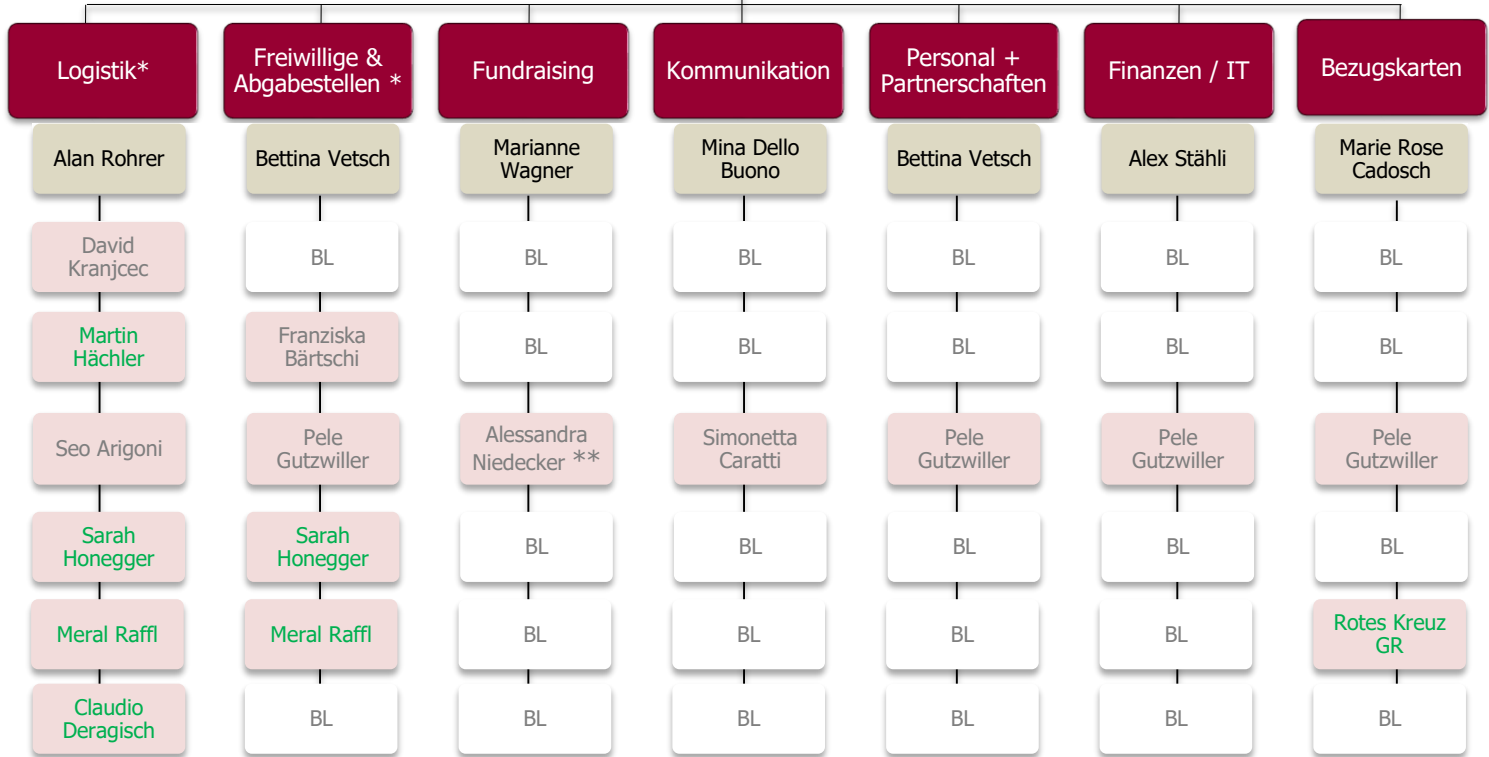 Logistik*
Freiwillige &
Abgabestellen *
Fundraising
Kommunikation
Personal +
Partnerschaften
Finanzen / IT
Bezugskarten
Alan Rohrer
Bettina Vetsch
Marianne
Wagner
Mina Dello
Buono
Bettina Vetsch
Alex Stähli
Marie Rose
Cadosch
David
Kranjcec
BL
BL
BL
BL
BL
BL
Martin
Hächler
Franziska
Bärtschi
BL
BL
BL
BL
BL
Seo Arigoni
Pele
Gutzwiller
Alessandra
Niedecker **
Simonetta
Caratti
Pele
Gutzwiller
Pele
Gutzwiller
Pele
Gutzwiller
Sarah
Honegger
Sarah
Honegger
BL
BL
BL
BL
BL
Meral Raffl
Meral Raffl
BL
BL
BL
BL
Rotes Kreuz
GR
Claudio
Deragisch
BL
BL
BL
BL
BL
BL